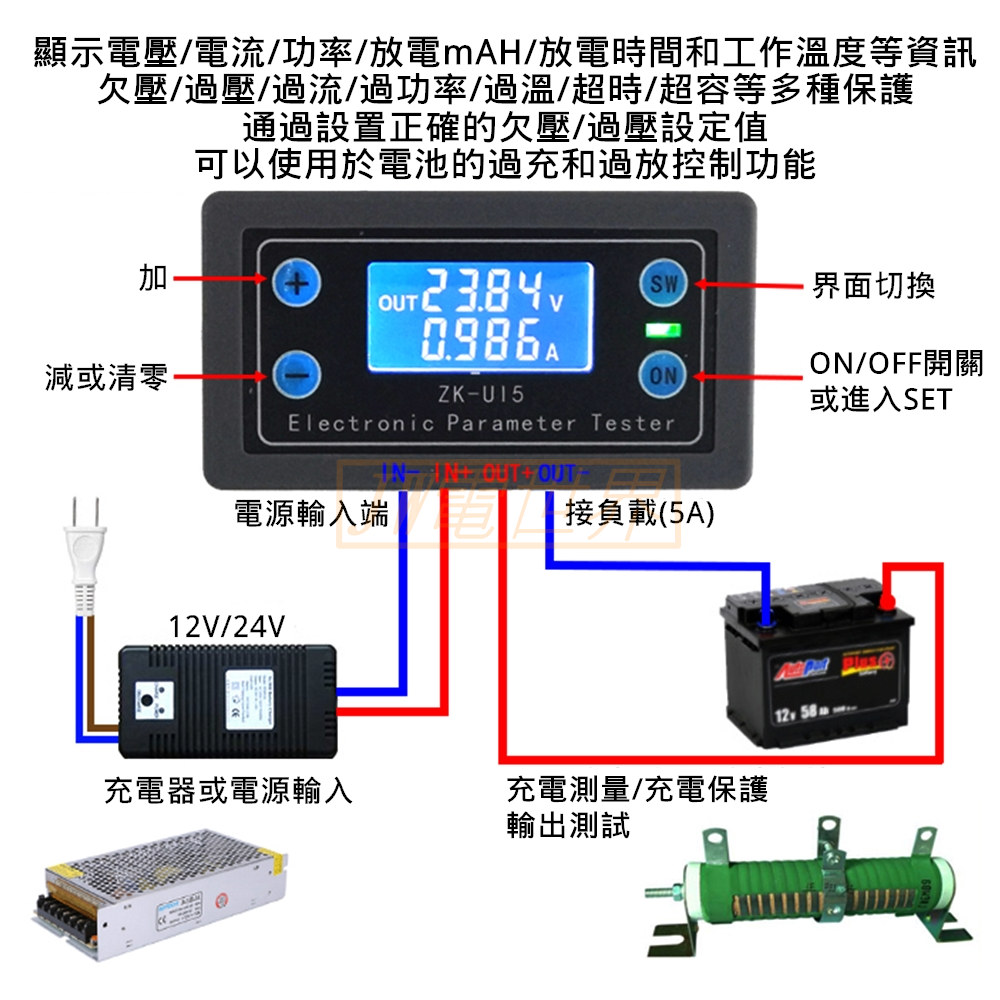 顯示電壓/電流/功率/放電mAH/放電時間和工作溫度等資訊
欠壓/過壓/過流/過功率/過溫/超時/超容等多種保護
通過設置正確的欠壓/過壓設定值
可以使用於電池的過充和過放控制功能
加
+
OUT 23.84 V
0.986 A
SW
界面切換
減或清零
−
ON
ON/OFF開關
或進入SET
ZK-UI5
Electronic Parameter Tester
IN- IN+ OUT+ OUT-
電世界
電源輸入端
接負載(5A)
12V/24V
AutoPart Plus
12v 58 Ah
充電器或電源輸入
充電測量/充電保護
輸出測試